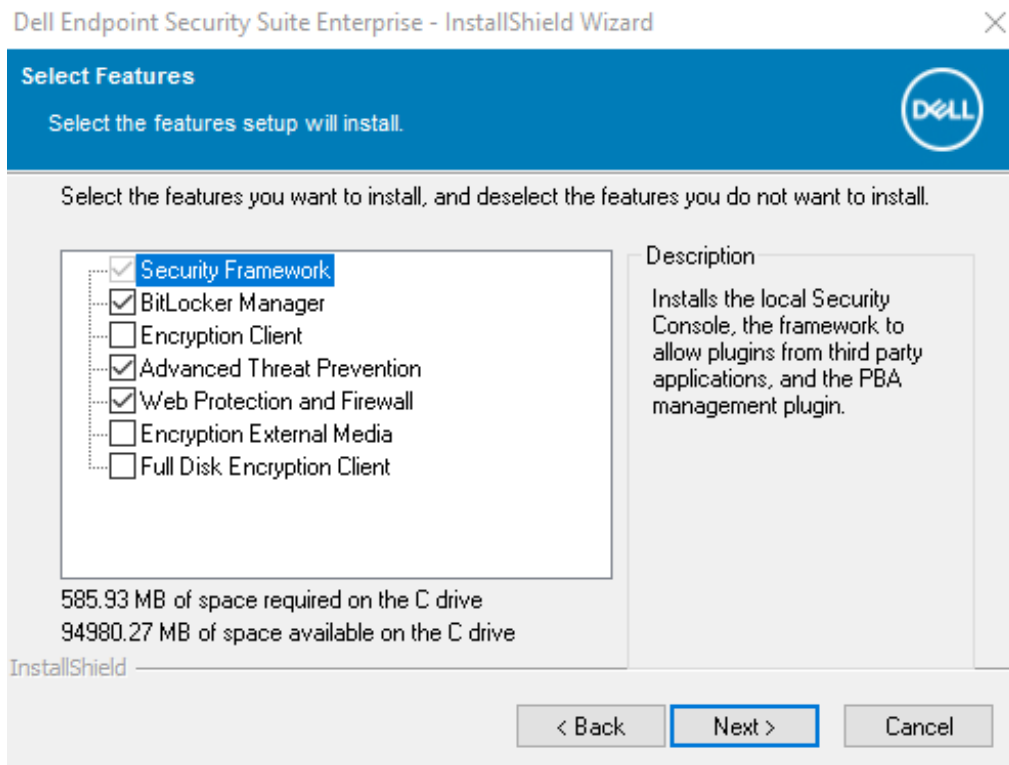 Dell Endpoint Security Suite Enterprise - InstallShield Wizard
Select Features
Select the features setup will install.
DELL
Select the features you want to install, and deselect the features you do not want to install.
Security Framework
BitLocker Manager
Encryption Client
Advanced Threat Prevention
Web Protection and Firewall
Encryption External Media
Full Disk Encryption Client
Description
Installs the local Security
Console, the framework to
allow plugins from third party
applications, and the PBA
management plugin.
585.93 MB of space required on the C drive
94980.27 MB of space available on the C drive
InstallShield
< Back
Next >
Cancel